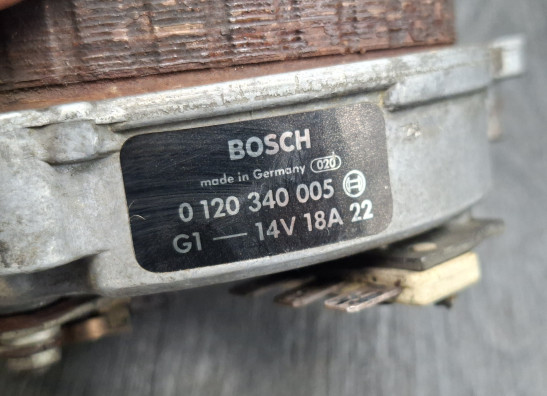 BOSCH
made in Germany 020
0 120 340 005
G1 — 14V 18A 22